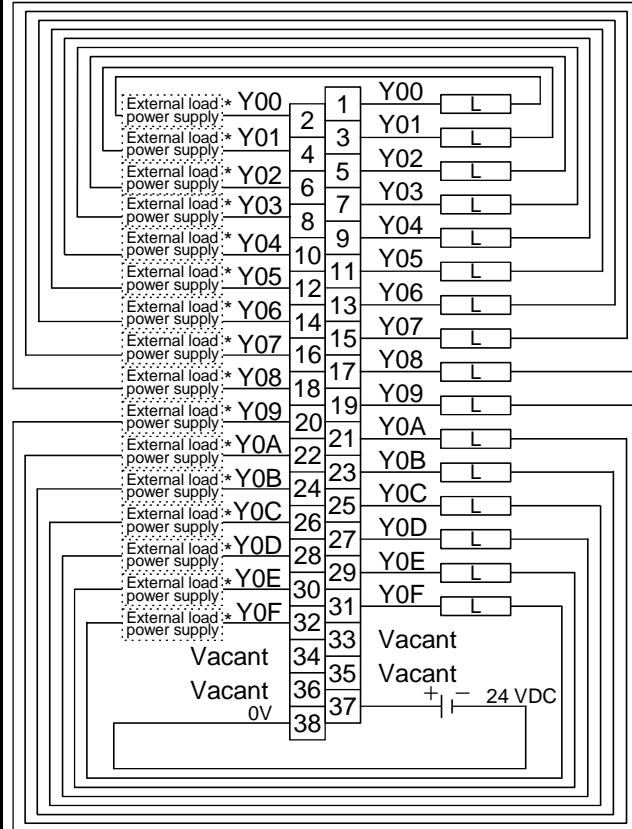 External load power supply * Y00 2 1 Y00 L
External load power supply * Y01 4 3 Y01 L
External load power supply * Y02 6 5 Y02 L
External load power supply * Y03 8 7 Y03 L
External load power supply * Y04 10 9 Y04 L
External load power supply * Y05 12 11 Y05 L
External load power supply * Y06 14 13 Y06 L
External load power supply * Y07 16 15 Y07 L
External load power supply * Y08 18 17 Y08 L
External load power supply * Y09 20 19 Y09 L
External load power supply * Y0A 22 21 Y0A L
External load power supply * Y0B 24 23 Y0B L
External load power supply * Y0C 26 25 Y0C L
External load power supply * Y0D 28 27 Y0D L
External load power supply * Y0E 30 29 Y0E L
External load power supply * Y0F 32 31 Y0F L
Vacant 34 33 Vacant
Vacant 36 35 Vacant
0V 38 37 + − 24 VDC